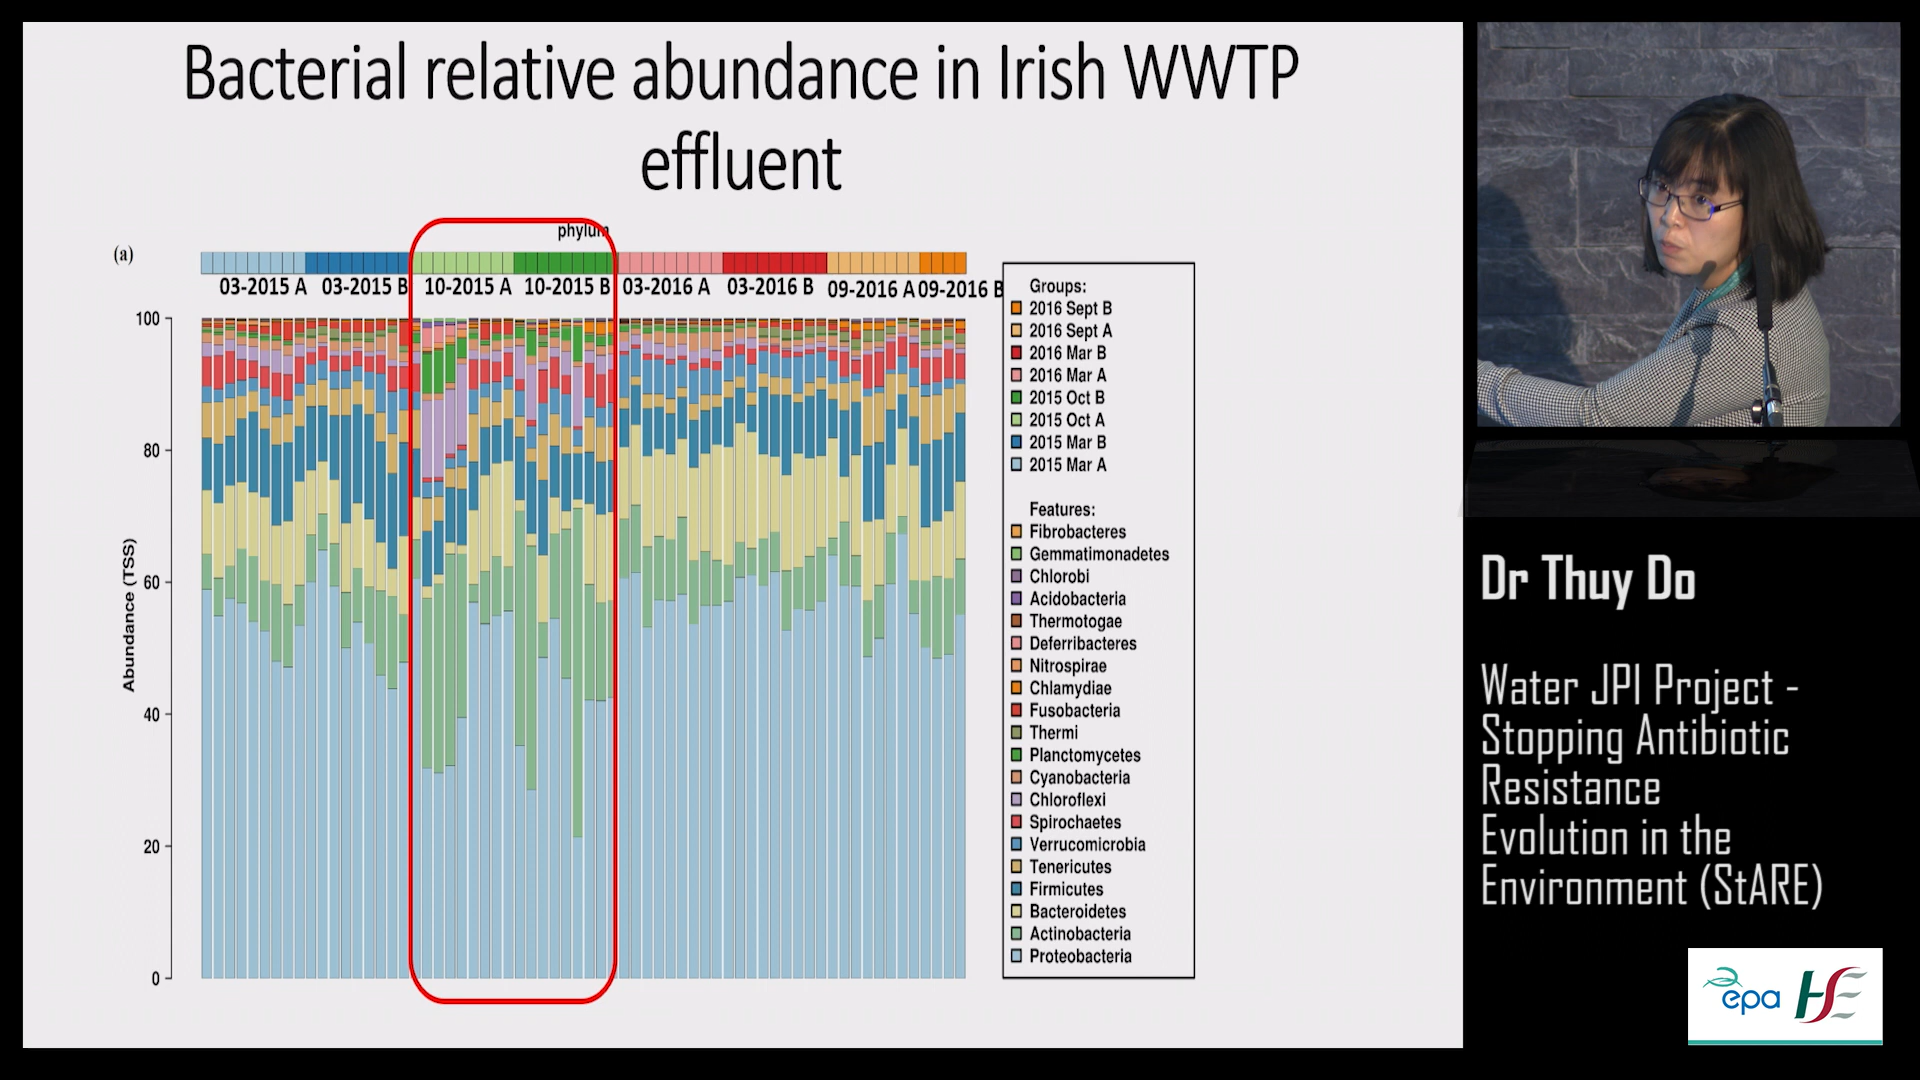 Bacterial relative abundance in Irish WWTP
effluent
phylum
(a)
03-2015 A
03-2015 B
10-2015 A
10-2015 B
03-2016 A
03-2016 B
09-2016 A
09-2016 B
100
80
60
40
20
0
Abundance (TSS)
Groups:
2016 Sept B
2016 Sept A
2016 Mar B
2016 Mar A
2015 Oct B
2015 Oct A
2015 Mar B
2015 Mar A
Features:
Fibrobacteres
Gemmatimonadetes
Chlorobi
Acidobacteria
Thermotogae
Deferribacteres
Nitrospirae
Chlamydiae
Fusobacteria
Thermi
Planctomycetes
Cyanobacteria
Chloroflexi
Spirochaetes
Verrucomicrobia
Tenericutes
Firmicutes
Bacteroidetes
Actinobacteria
Proteobacteria
Dr Thuy Do
Water JPI Project -
Stopping Antibiotic
Resistance
Evolution in the
Environment (StARE)
epa
HSE